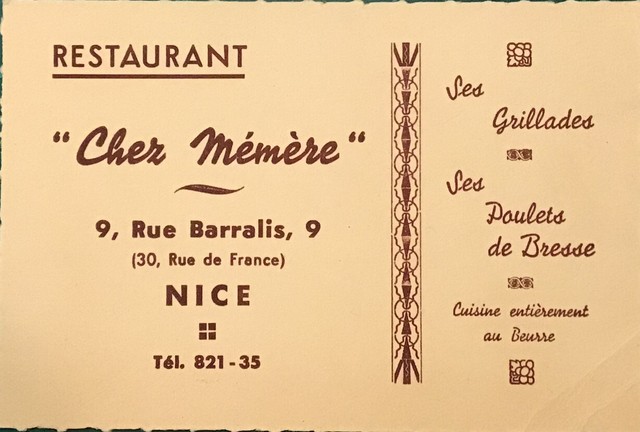 RESTAURANT
"Chez Mémère"
9, Rue Barralis, 9
(30, Rue de France)
NICE
Tél. 821-35
Ses
Grillades
Ses
Poulets
de Bresse
Cuisine entièrement
au Beurre